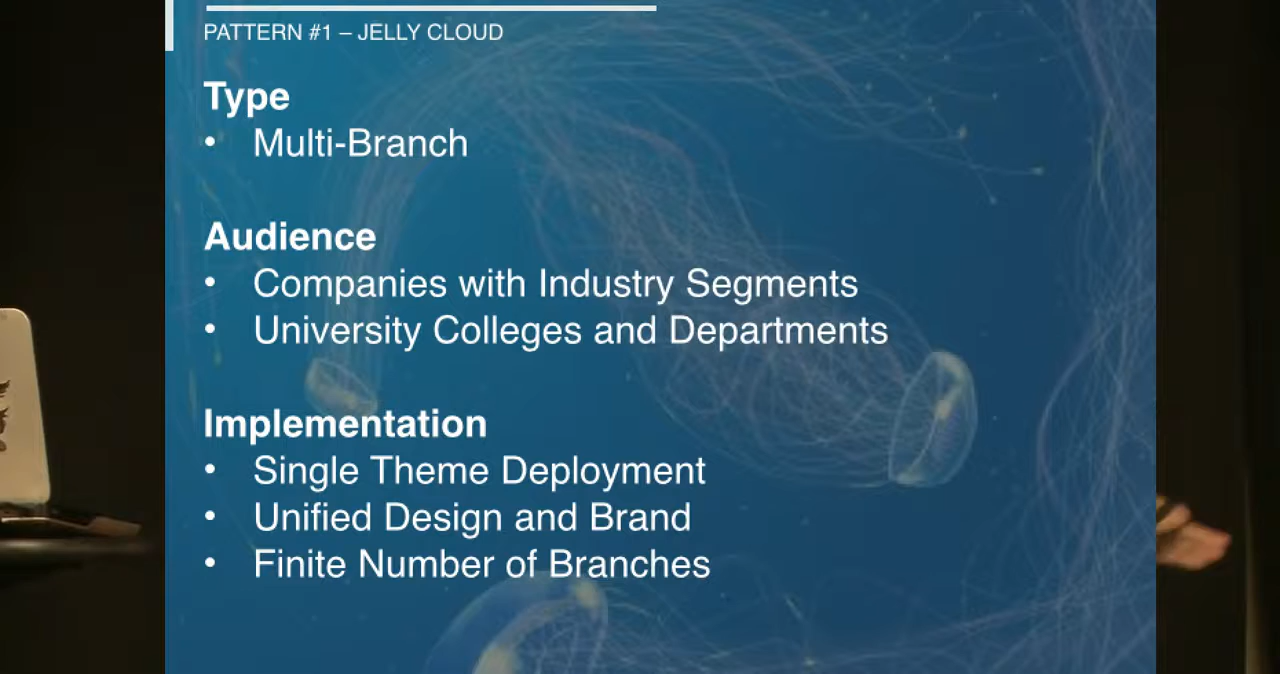 PATTERN #1 – JELLY CLOUD
Type
• Multi-Branch
Audience
• Companies with Industry Segments
• University Colleges and Departments
Implementation
• Single Theme Deployment
• Unified Design and Brand
• Finite Number of Branches